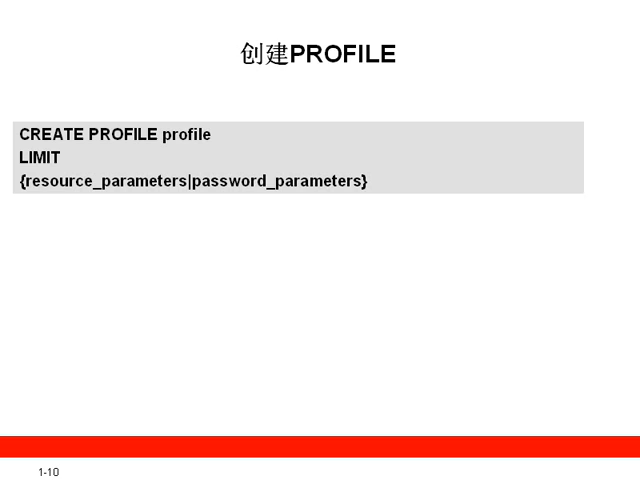 创建PROFILE
CREATE PROFILE profile
LIMIT
{resource_parameters|password_parameters}
1-10